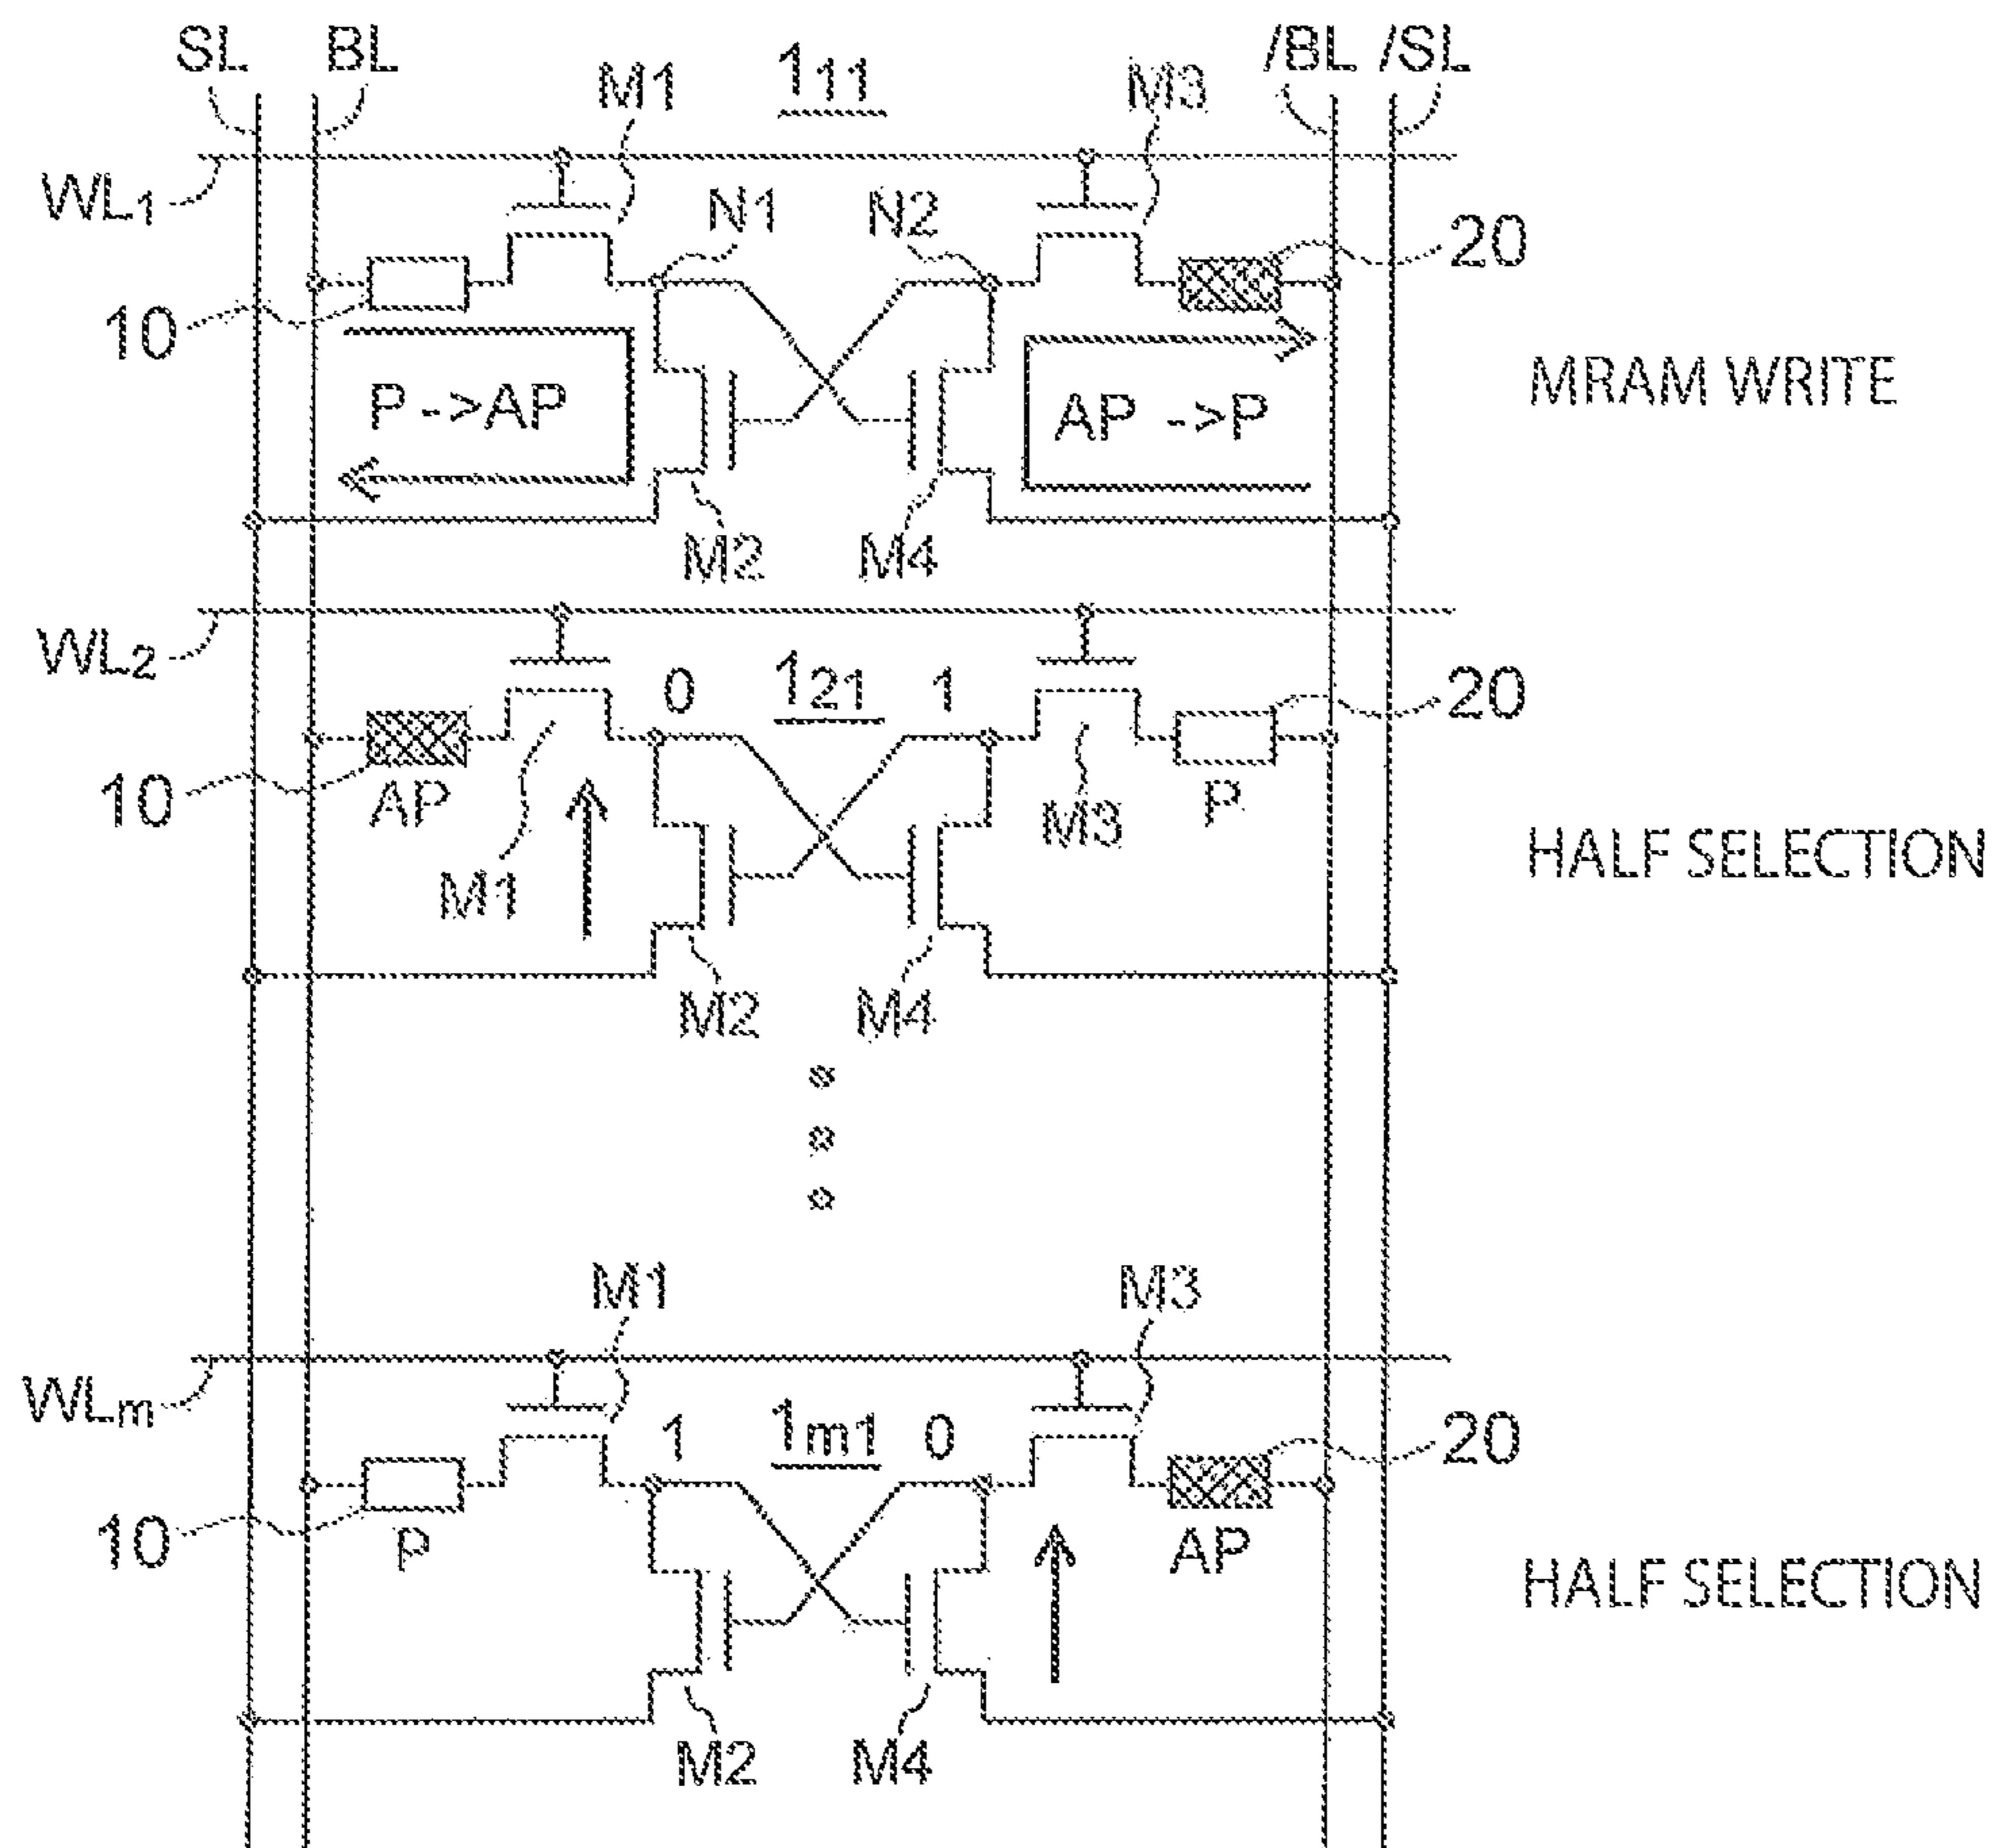 SL BL M1 1₁₁ M3 /BL /SL
WL₁ N1 N2 20
10
P ->AP AP ->P MRAM WRITE
M2 M4
WL₂ 0 1₂₁ 1 20
10 AP M3 P
M1 HALF SELECTION
M2 M4
M1 M3
WLm 1 1m1 0 20
10 P AP
HALF SELECTION
M2 M4